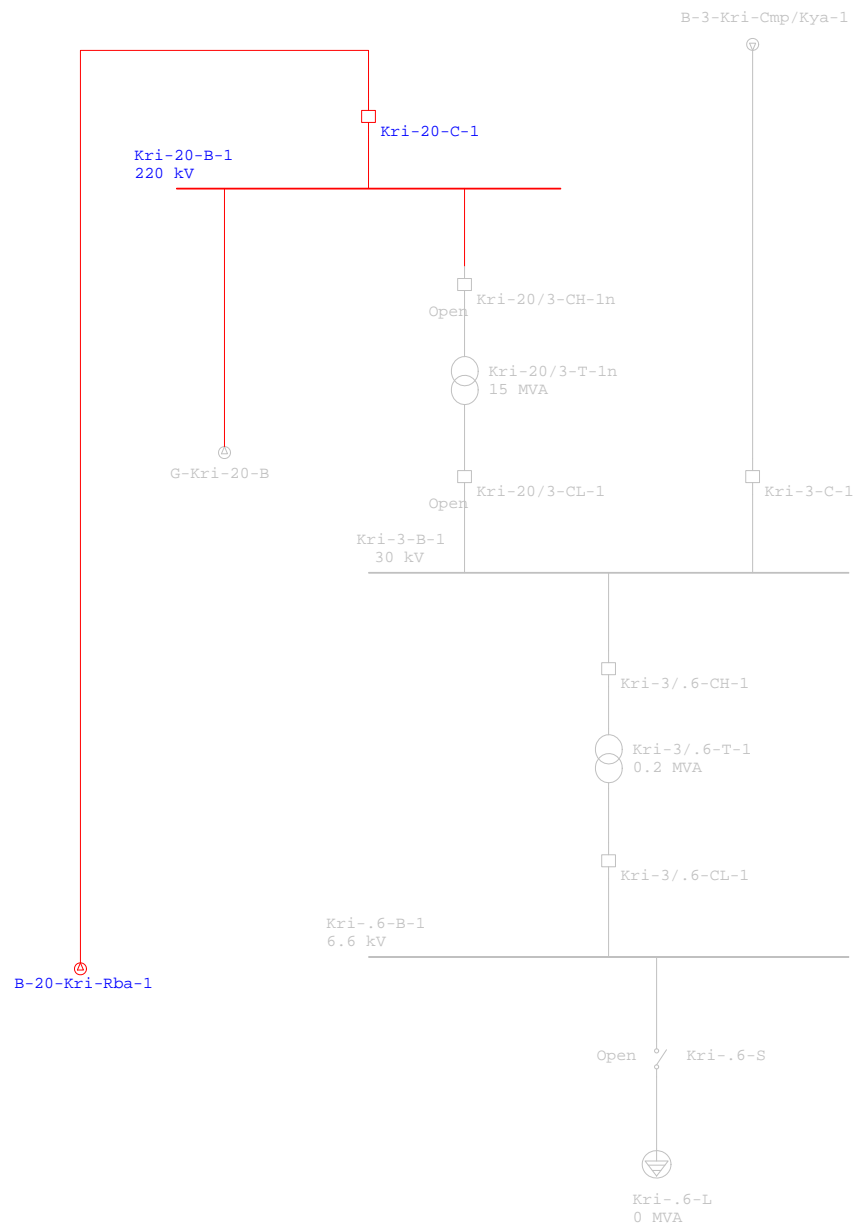 B-3-Kri-Cmp/Kya-1
Kri-20-C-1
Kri-20-B-1
220 kV
Kri-20/3-CH-1n
Open
Kri-20/3-T-1n
15 MVA
G-Kri-20-B
Kri-20/3-CL-1
Open
Kri-3-C-1
Kri-3-B-1
30 kV
Kri-3/.6-CH-1
Kri-3/.6-T-1
0.2 MVA
Kri-3/.6-CL-1
Kri-.6-B-1
6.6 kV
B-20-Kri-Rba-1
Open
Kri-.6-S
Kri-.6-L
0 MVA